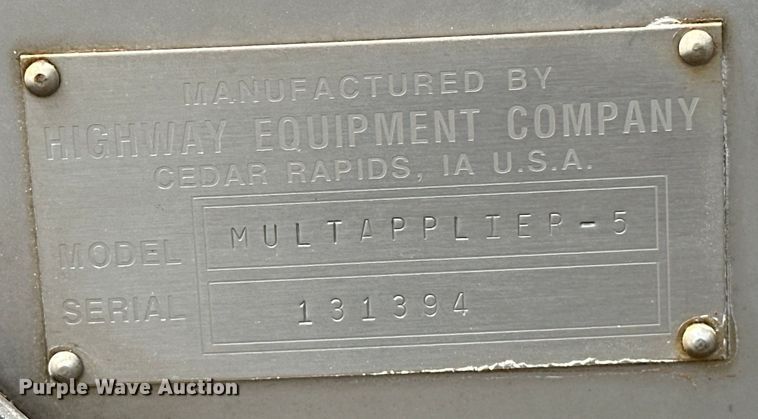 MANUFACTURED BY
HIGHWAY EQUIPMENT COMPANY
CEDAR RAPIDS, IA U.S.A.
MODEL MULTAPPLIER-5
SERIAL 131394
Purple Wave Auction